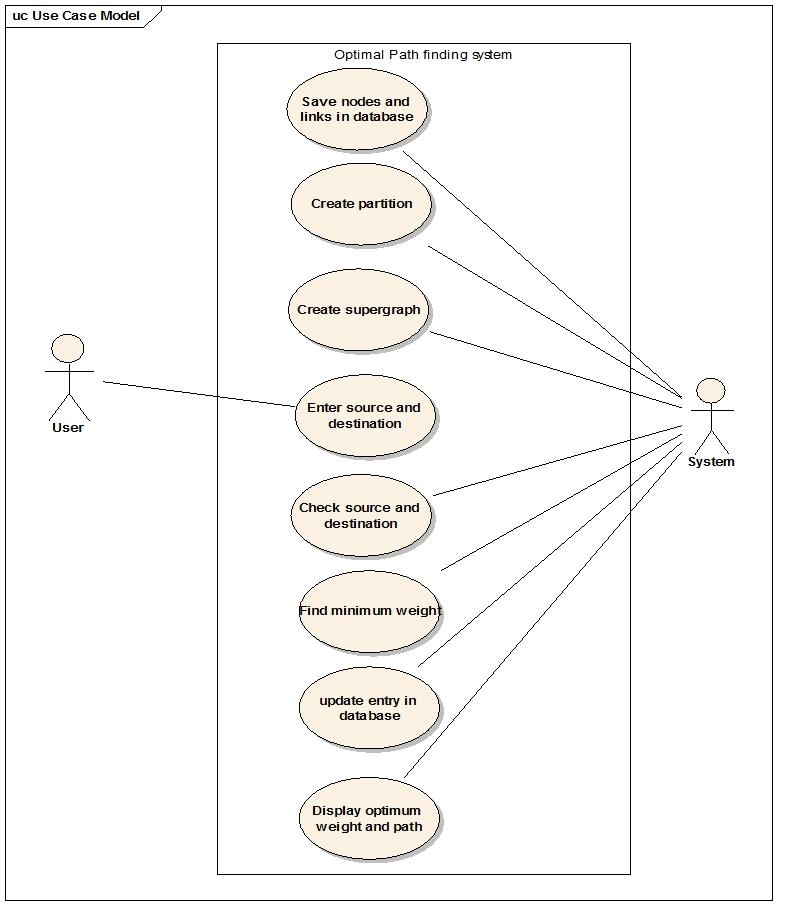 uc Use Case Model
Optimal Path finding system
Save nodes and
links in database
Create partition
Create supergraph
User
Enter source and
destination
System
Check source and
destination
Find minimum weight
update entry in
database
Display optimum
weight and path